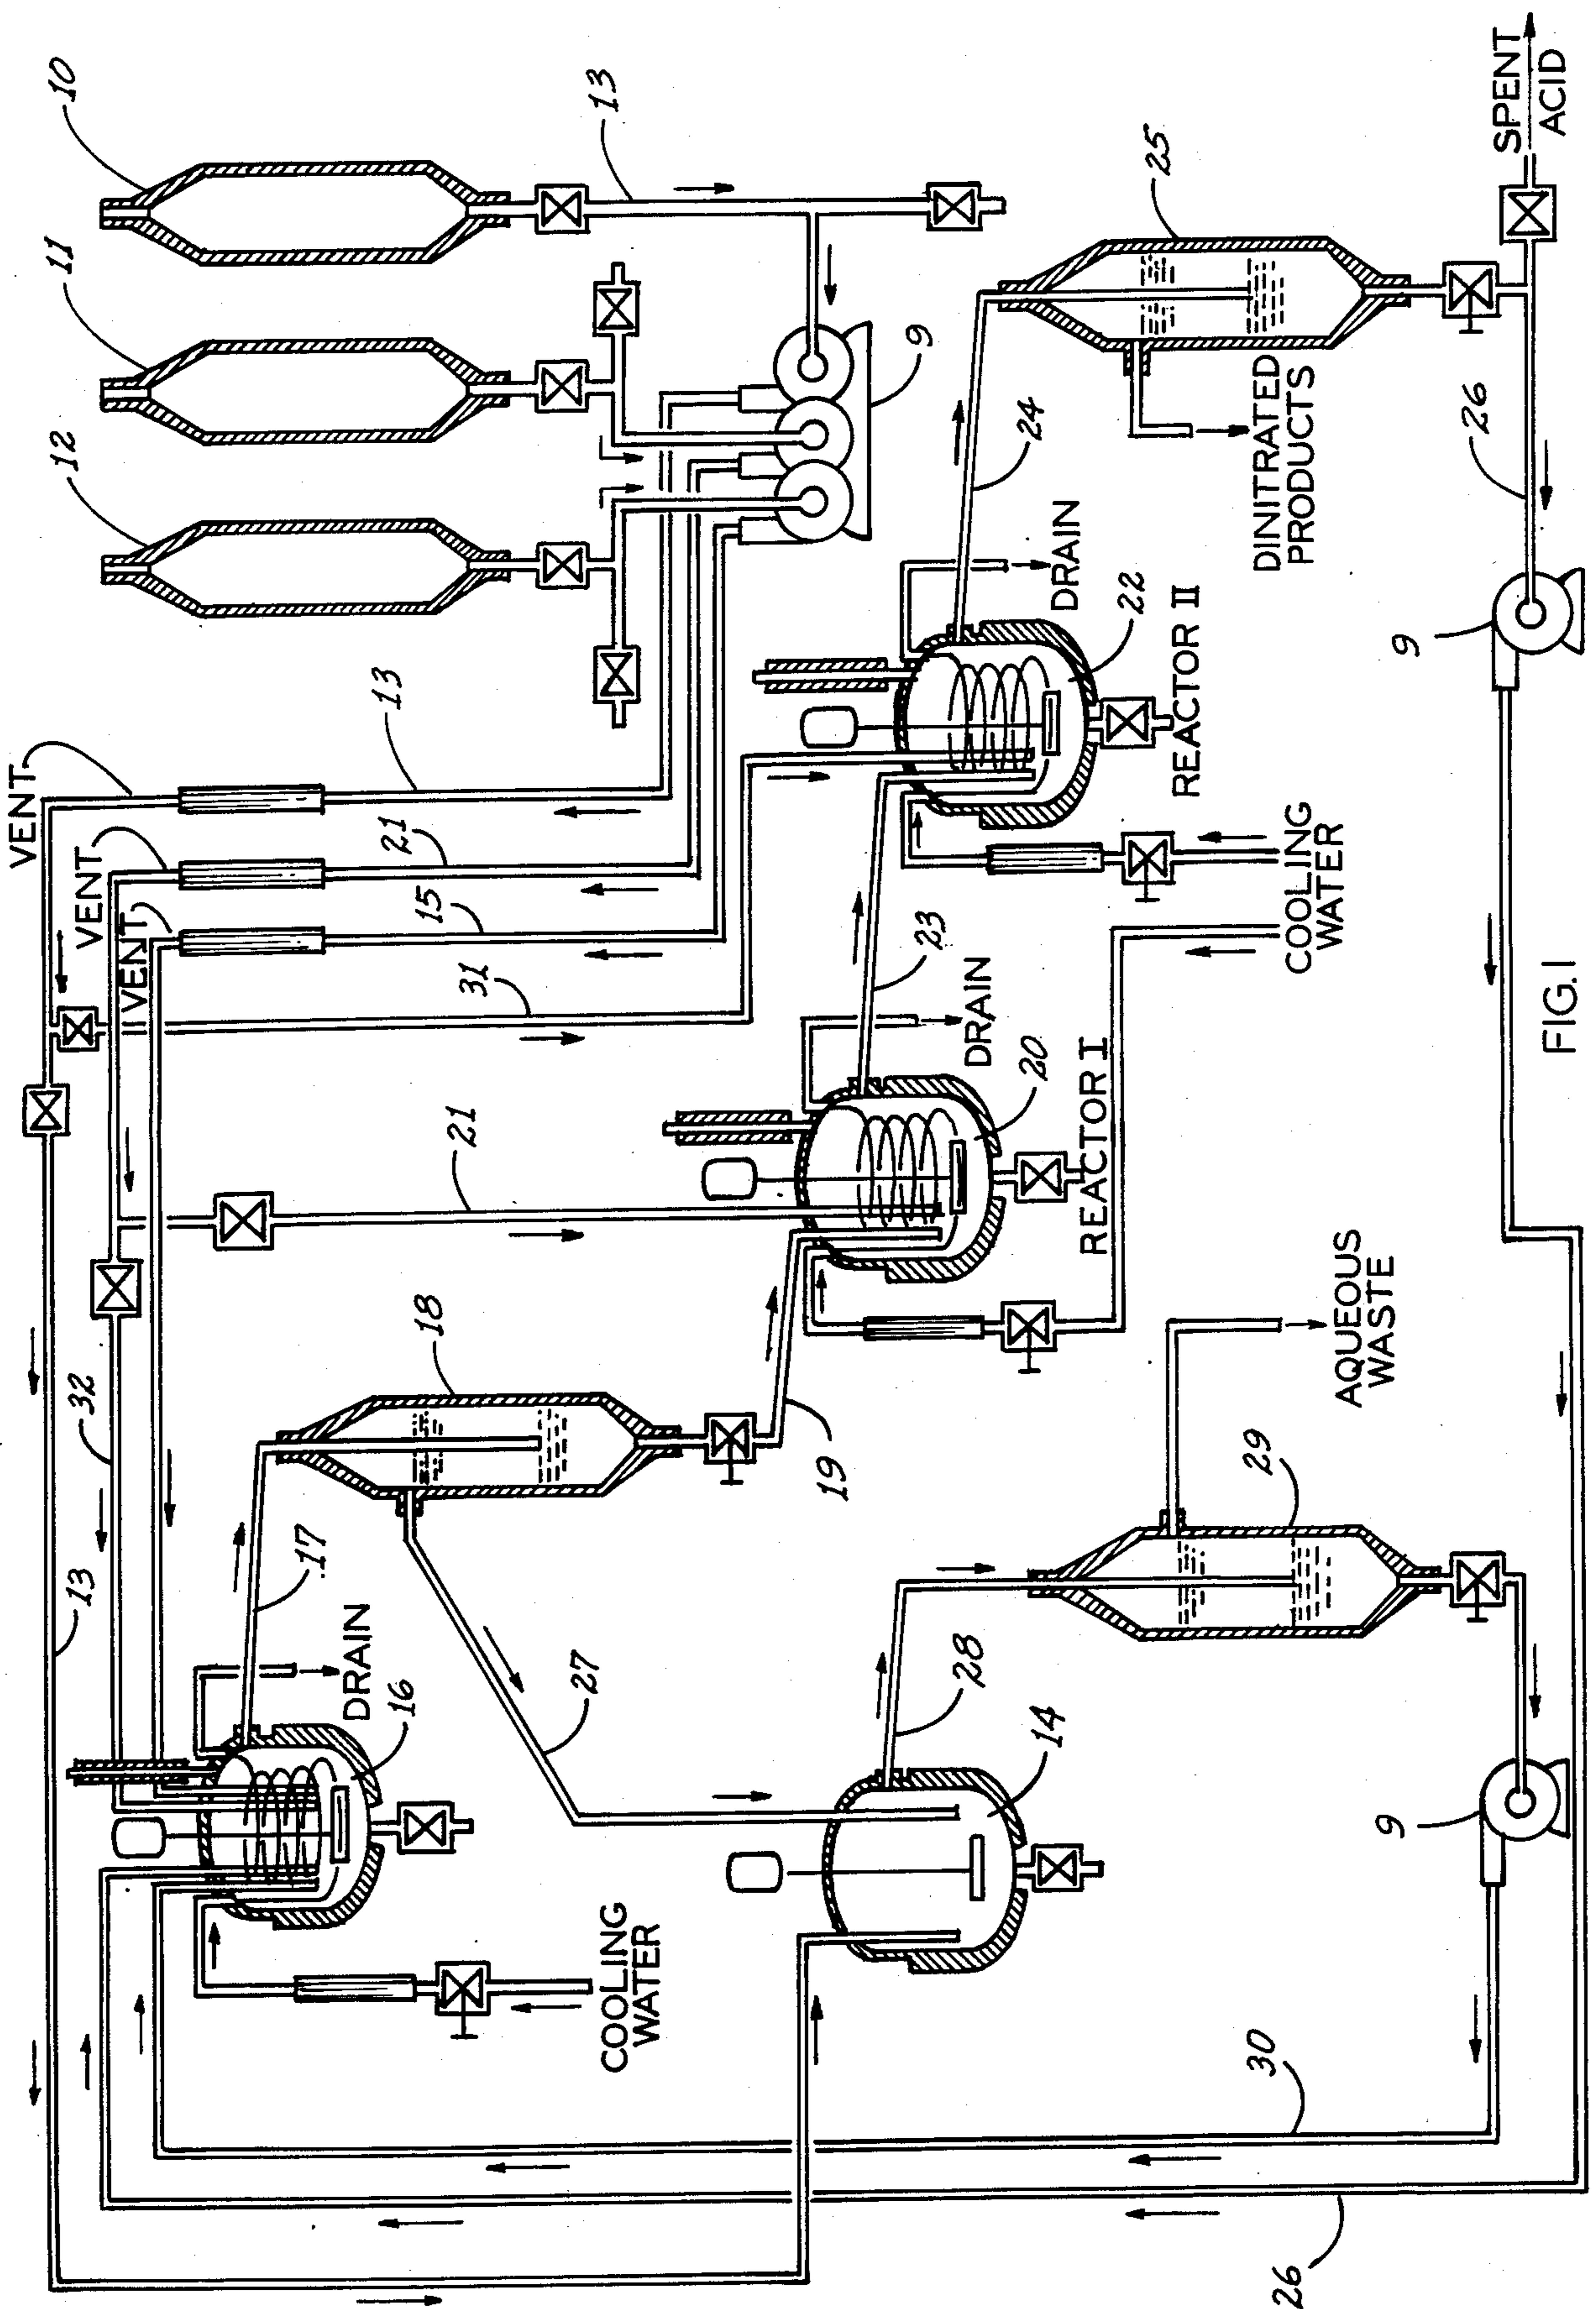 10
11
12
13
VENT
VENT
VENT
13
21
15
31
9
25
SPENT
ACID
24
DRAIN
DINITRATED
PRODUCTS
26
22
REACTOR II
9
23
DRAIN
COOLING
WATER
20
REACTOR I
21
18
19
32
13
17
DRAIN
16
27
28
14
29
AQUEOUS
WASTE
COOLING
WATER
9
30
26
FIG.1